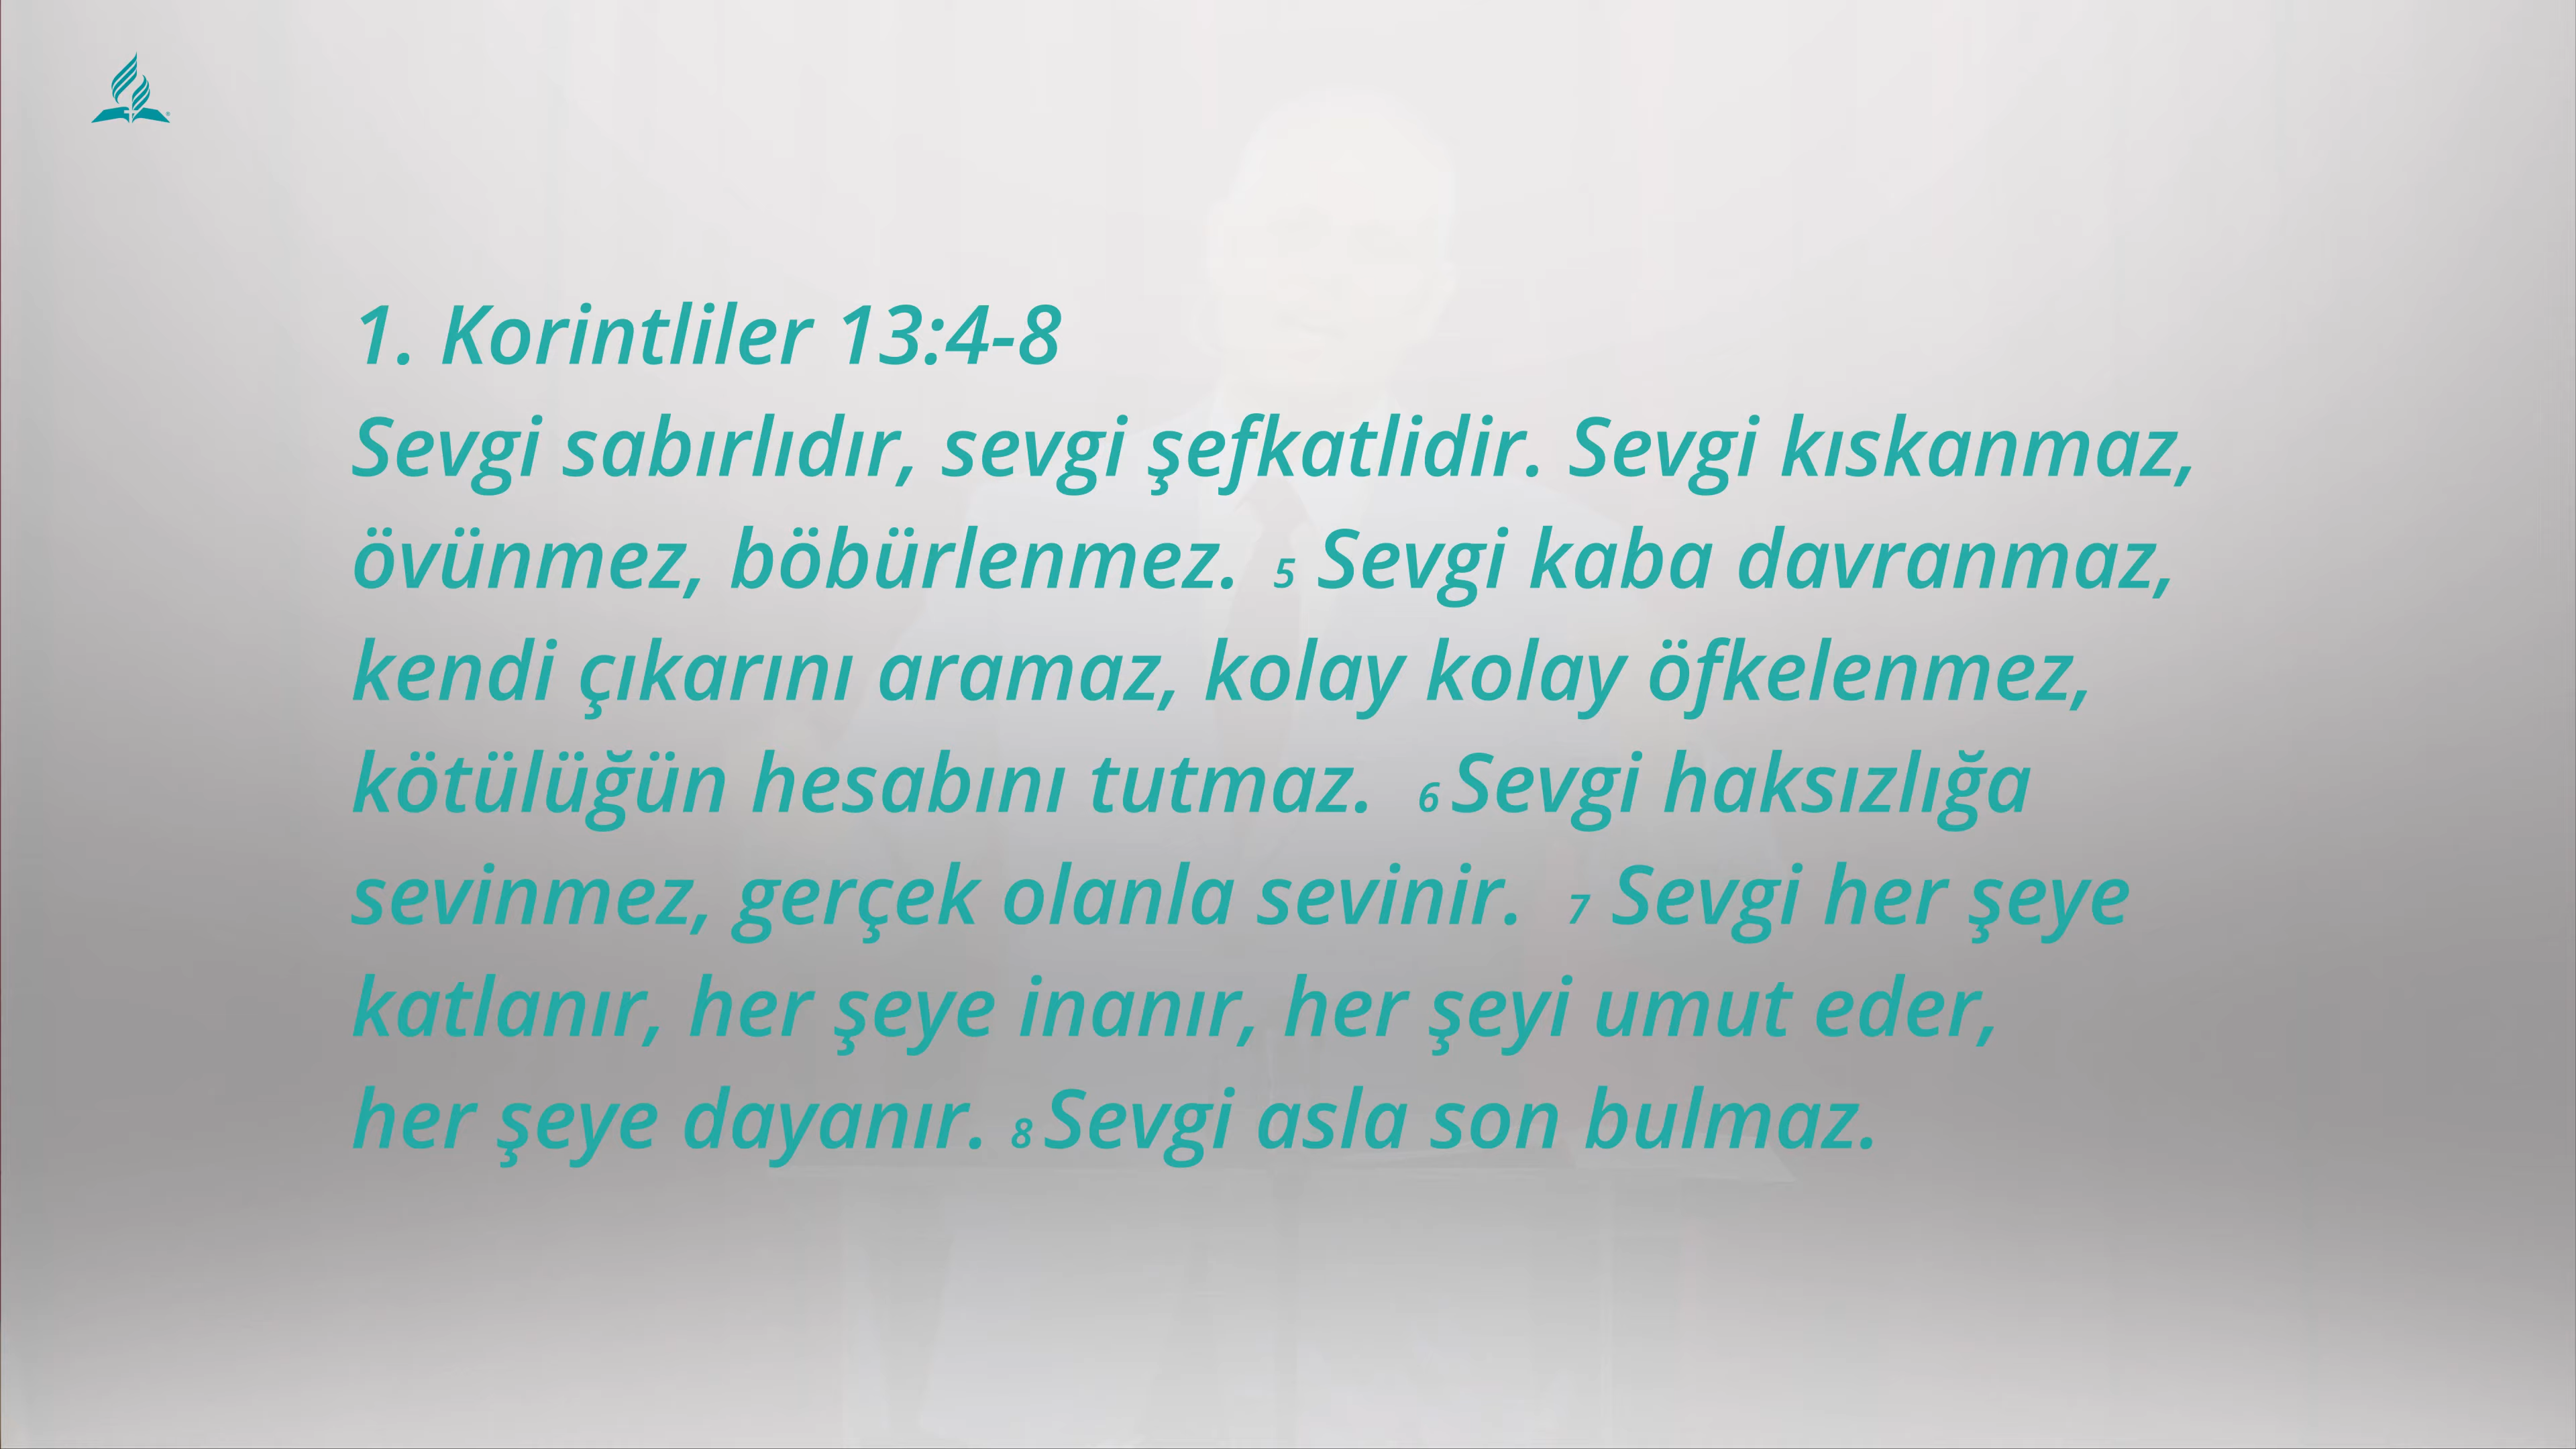 1. Korintliler 13:4-8
Sevgi sabırlıdır, sevgi şefkatlidir. Sevgi kıskanmaz,
övünmez, böbürlenmez. 5 Sevgi kaba davranmaz,
kendi çıkarını aramaz, kolay kolay öfkelenmez,
kötülüğün hesabını tutmaz. 6 Sevgi haksızlığa
sevinmez, gerçek olanla sevinir. 7 Sevgi her şeye
katlanır, her şeye inanır, her şeyi umut eder,
her şeye dayanır. 8 Sevgi asla son bulmaz.